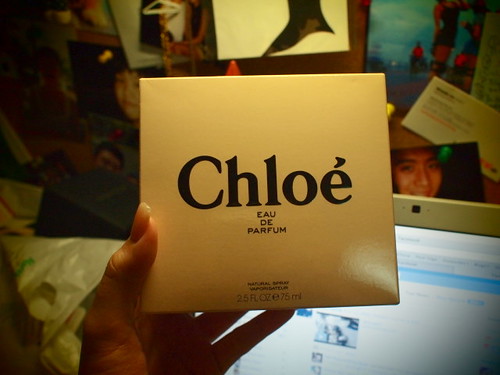 Chloé
EAU
DE
PARFUM
NATURAL SPRAY
VAPORISATEUR
2.5 FL OZ ℮ 75 ml